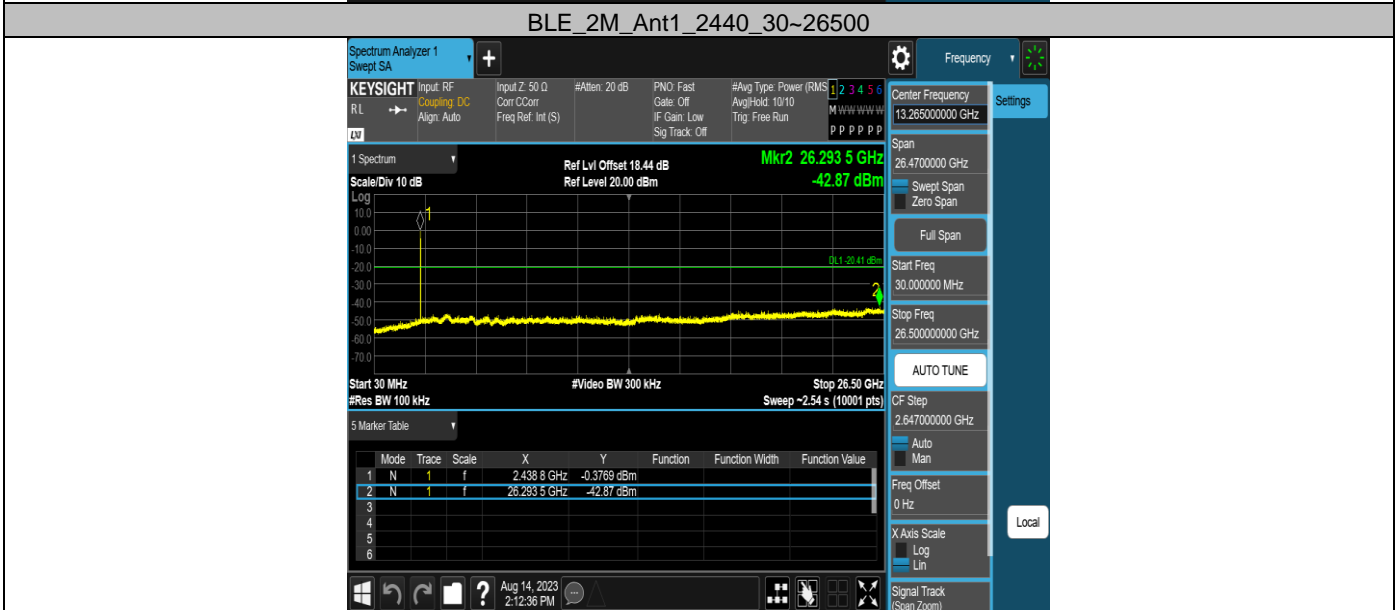 BLE_2M_Ant1_2440_30~26500
Spectrum Analyzer 1
Swept SA
Frequency
KEYSIGHT
RL
LXI
Input: RF
Coupling: DC
Align: Auto
Input Z: 50 Ω
Corr CCorr
Freq Ref: Int (S)
#Atten: 20 dB
PNO: Fast
Gate: Off
IF Gain: Low
Sig Track: Off
#Avg Type: Power (RMS
Avg|Hold: 10/10
Trig: Free Run
1 2 3 4 5 6
M W W W W W
P P P P P P
1 Spectrum
Scale/Div 10 dB
Ref Lvl Offset 18.44 dB
Ref Level 20.00 dBm
Mkr2 26.293 5 GHz
-42.87 dBm
Log
10.0
0.00
-10.0
-20.0
-30.0
-40.0
-50.0
-60.0
-70.0
1
DL1 -20.41 dBm
2
Start 30 MHz
#Video BW 300 kHz
Stop 26.50 GHz
#Res BW 100 kHz
Sweep ~2.54 s (10001 pts)
5 Marker Table
Mode Trace Scale X Y Function Function Width Function Value
1 N 1 f 2.438 8 GHz -0.3769 dBm
2 N 1 f 26.293 5 GHz -42.87 dBm
3
4
5
6
Aug 14, 2023
2:12:36 PM
Center Frequency
13.265000000 GHz
Settings
Span
26.4700000 GHz
Swept Span
Zero Span
Full Span
Start Freq
30.000000 MHz
Stop Freq
26.500000000 GHz
AUTO TUNE
CF Step
2.647000000 GHz
Auto
Man
Freq Offset
0 Hz
X Axis Scale
Log
Lin
Local
Signal Track
(Span Zoom)